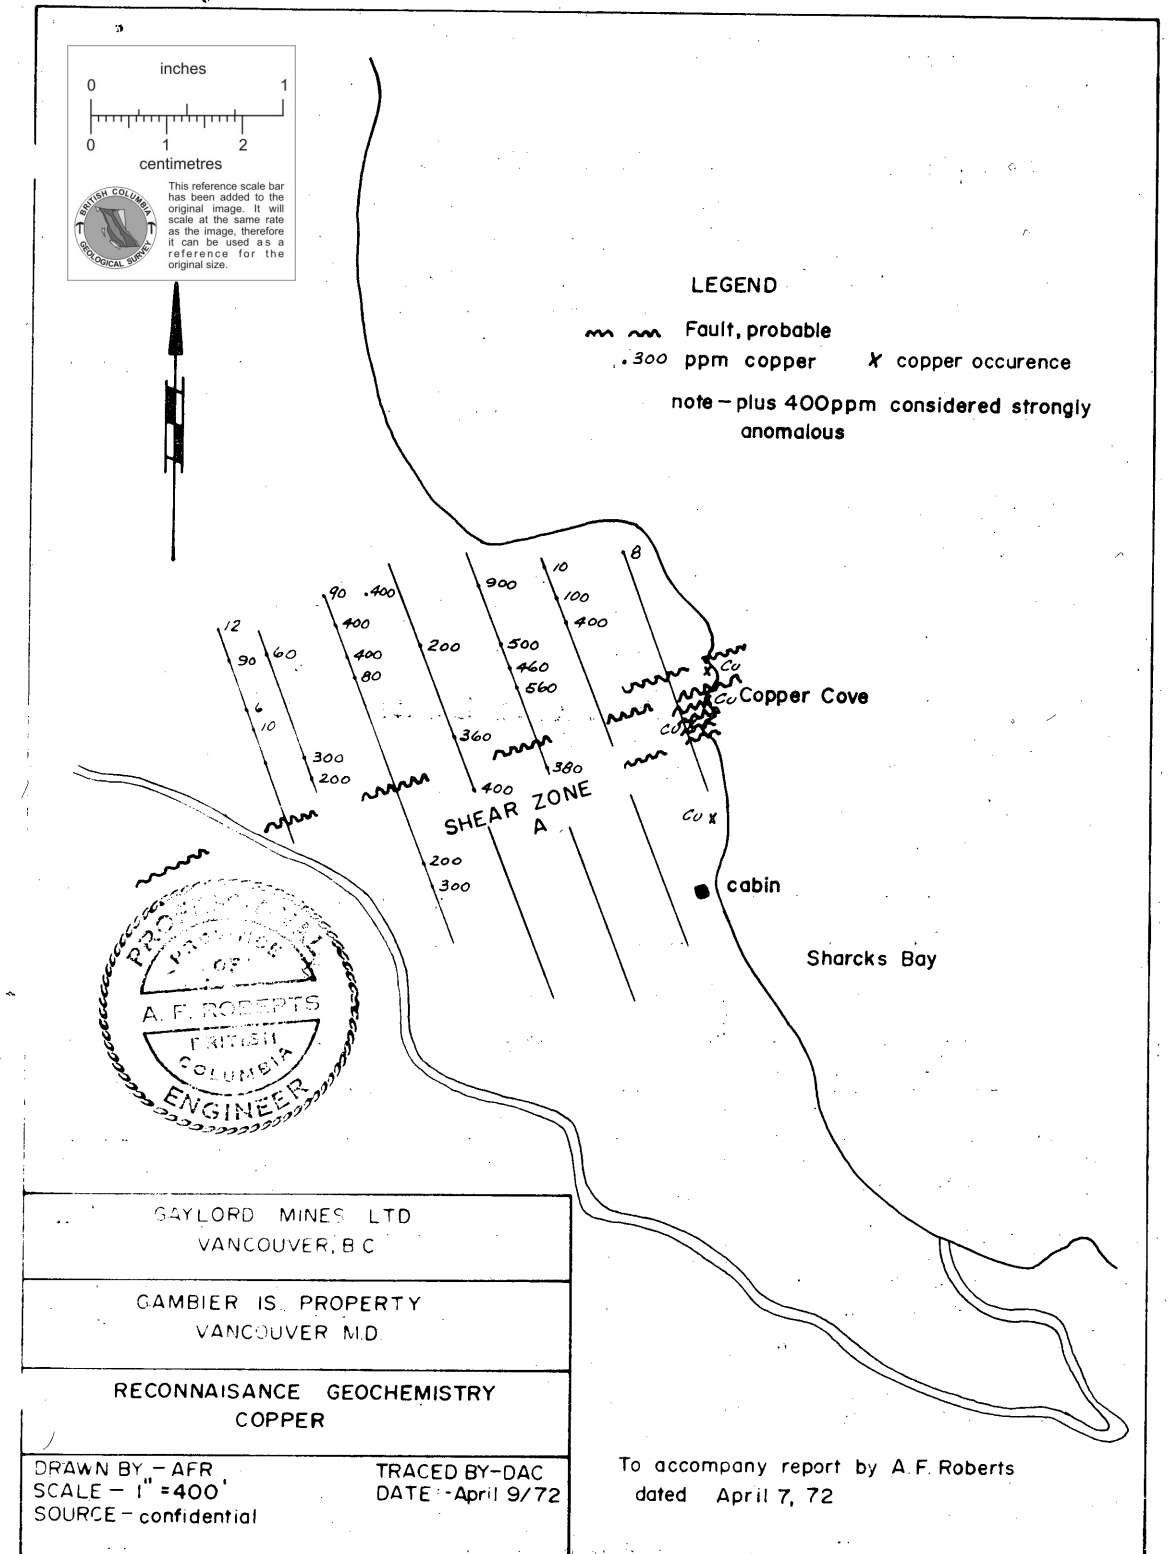 inches
0 1
0 1 2
centimetres
This reference scale bar
has been added to the
original image. It will
scale at the same rate
as the image, therefore
it can be used as a
reference for the
original size.
BRITISH COLUMBIA
GEOLOGICAL SURVEY
LEGEND
Fault, probable
.300 ppm copper x copper occurence
note - plus 400ppm considered strongly
anomalous
8
10
900
90 .400
100
400
12
400
200
500
60
90
400
460
80
560
Cu
Cu Copper Cove
6
10
Cu
360
300
380
200
400
SHEAR ZONE
A
Cu x
200
300
cabin
Sharcks Bay
PROFESSIONAL
PROVINCE
OF
A. F. ROBERTS
BRITISH
COLUMBIA
ENGINEER
GAYLORD MINES LTD
VANCOUVER, B C
GAMBIER IS. PROPERTY
VANCOUVER M.D.
RECONNAISANCE GEOCHEMISTRY
COPPER
DRAWN BY - AFR TRACED BY-DAC
SCALE - 1" = 400' DATE - April 9/72
SOURCE - confidential
To accompany report by A. F. Roberts
dated April 7, 72